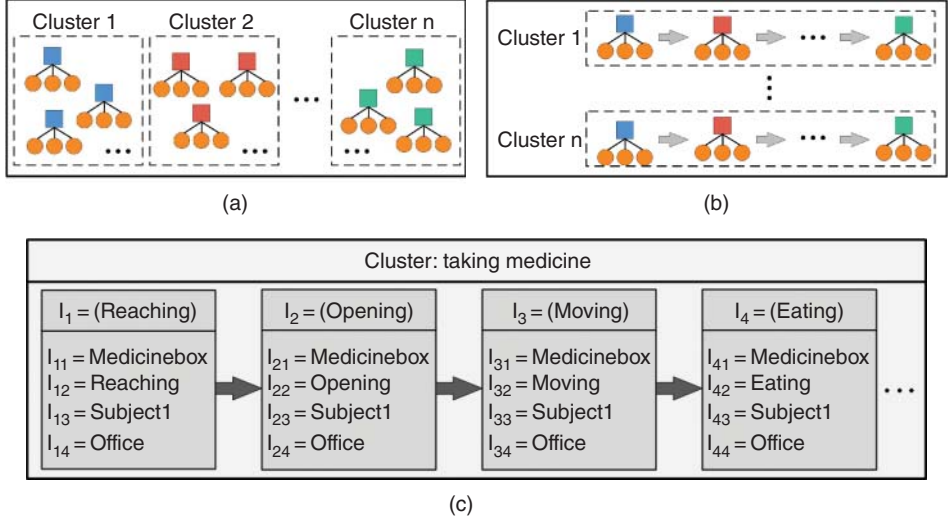 Cluster 1 Cluster 2 Cluster n
(a)
Cluster 1
Cluster n
(b)
Cluster: taking medicine
I1 = (Reaching)
I11 = Medicinebox
I12 = Reaching
I13 = Subject1
I14 = Office
I2 = (Opening)
I21 = Medicinebox
I22 = Opening
I23 = Subject1
I24 = Office
I3 = (Moving)
I31 = Medicinebox
I32 = Moving
I33 = Subject1
I34 = Office
I4 = (Eating)
I41 = Medicinebox
I42 = Eating
I43 = Subject1
I44 = Office
(c)